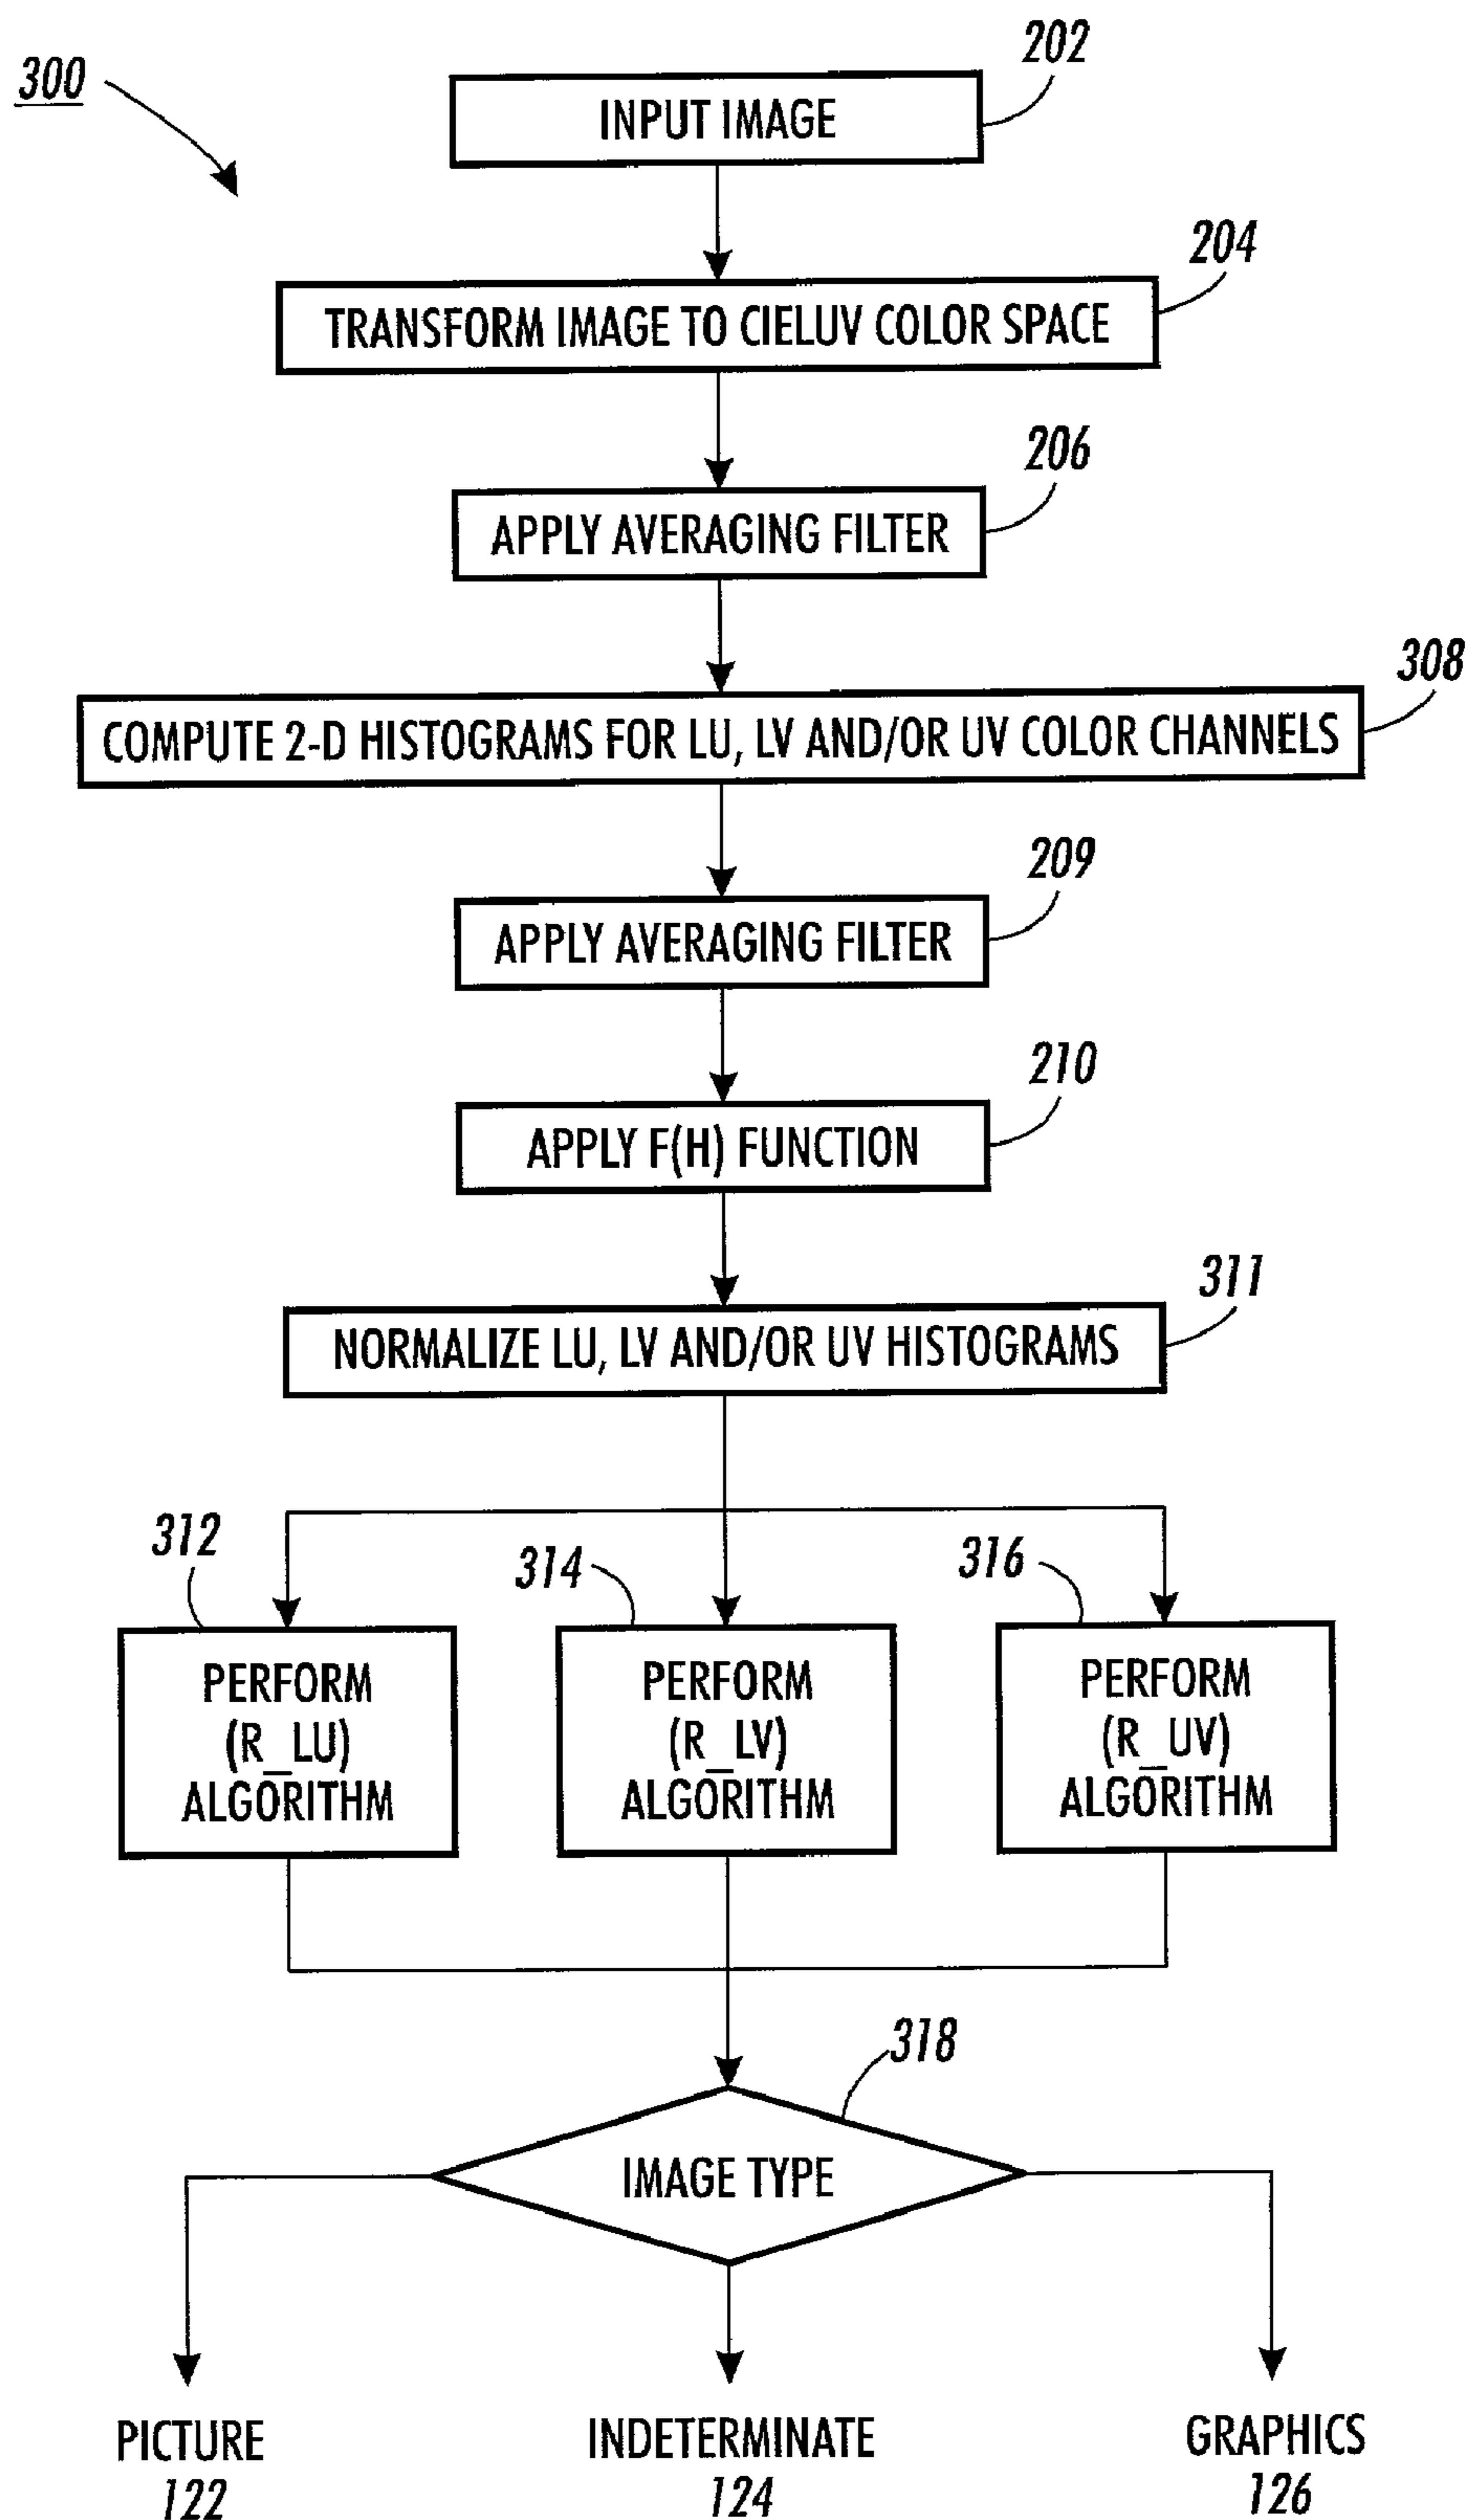 300
202
INPUT IMAGE
204
TRANSFORM IMAGE TO CIELUV COLOR SPACE
206
APPLY AVERAGING FILTER
308
COMPUTE 2-D HISTOGRAMS FOR LU, LV AND/OR UV COLOR CHANNELS
209
APPLY AVERAGING FILTER
210
APPLY F(H) FUNCTION
311
NORMALIZE LU, LV AND/OR UV HISTOGRAMS
312
PERFORM
(R_LU)
ALGORITHM
314
PERFORM
(R_LV)
ALGORITHM
316
PERFORM
(R_UV)
ALGORITHM
318
IMAGE TYPE
PICTURE
122
INDETERMINATE
124
GRAPHICS
126